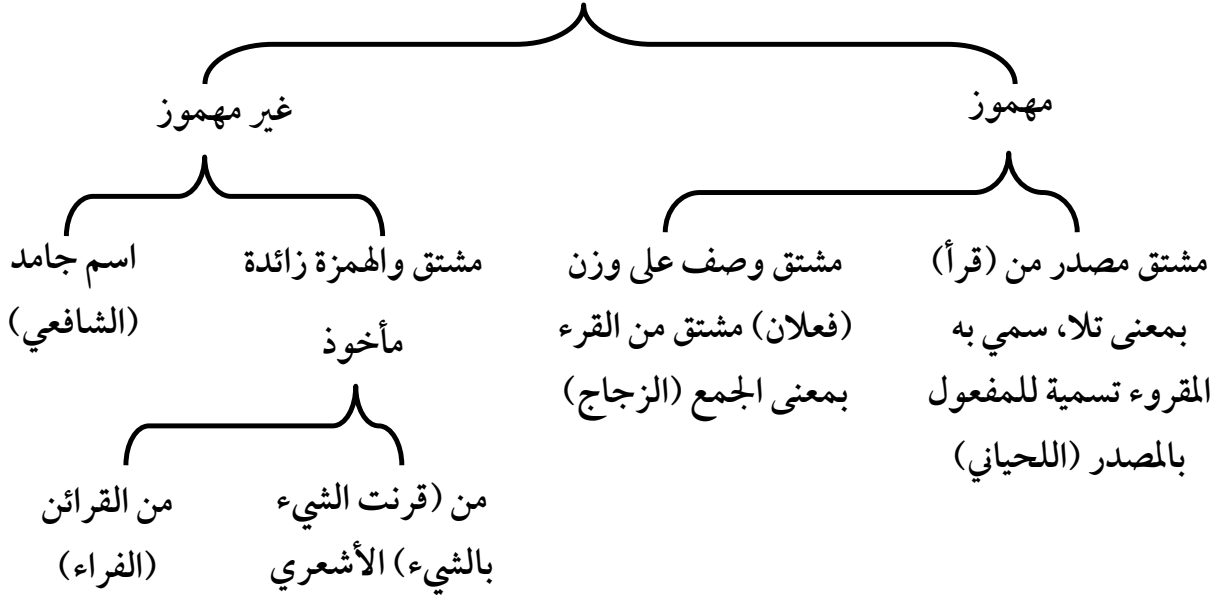 مهموز
غير مهموز
مشتق مصدر من (قرأ)
بمعنى تلا، سمي به
المقروء تسمية للمفعول
بالمصدر (اللحياني)
مشتق وصف على وزن
(فعلان) مشتق من القرء
بمعنى الجمع (الزجاج)
مشتق والهمزة زائدة
مأخوذ
اسم جامد
(الشافعي)
من (قرنت الشيء
بالشيء) الأشعري
من القرائن
(الفراء)